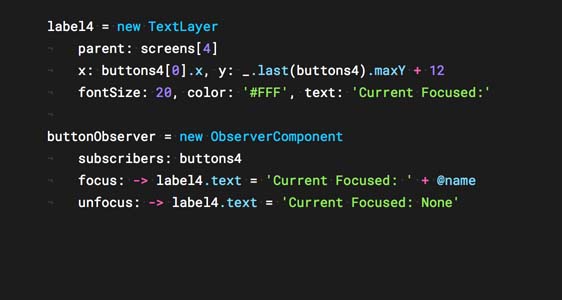 label4 = new TextLayer
parent: screens[4]
x: buttons4[0].x, y: _.last(buttons4).maxY + 12
fontSize: 20, color: '#FFF', text: 'Current Focused:'
buttonObserver = new ObserverComponent
subscribers: buttons4
focus: -> label4.text = 'Current Focused: ' + @name
unfocus: -> label4.text = 'Current Focused: None'